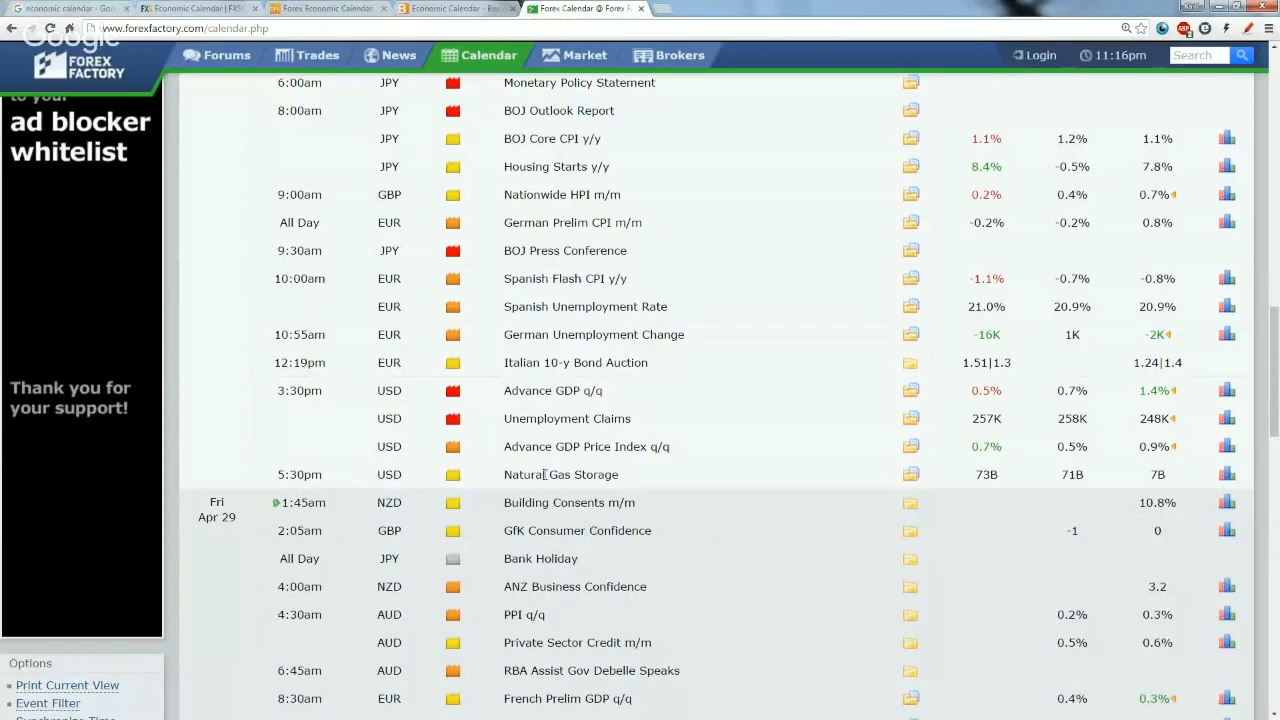 economic calendar - Goo
FXS Economic Calendar | FXSt
Forex Economic Calendar
Economic Calendar - Bloo
Forex Calendar @ Forex F
www.forexfactory.com/calendar.php
Google
FOREX FACTORY
Forums Trades News Calendar Market Brokers Login 11:16pm Search
to your
ad blocker
whitelist
Thank you for
your support!
Options
Print Current View
Event Filter
Synchronize Time
6:00am JPY Monetary Policy Statement
8:00am JPY BOJ Outlook Report
JPY BOJ Core CPI y/y 1.1% 1.2% 1.1%
JPY Housing Starts y/y 8.4% -0.5% 7.8%
9:00am GBP Nationwide HPI m/m 0.2% 0.4% 0.7%
All Day EUR German Prelim CPI m/m -0.2% -0.2% 0.8%
9:30am JPY BOJ Press Conference
10:00am EUR Spanish Flash CPI y/y -1.1% -0.7% -0.8%
EUR Spanish Unemployment Rate 21.0% 20.9% 20.9%
10:55am EUR German Unemployment Change -16K 1K -2K
12:19pm EUR Italian 10-y Bond Auction 1.51|1.3 1.24|1.4
3:30pm USD Advance GDP q/q 0.5% 0.7% 1.4%
USD Unemployment Claims 257K 258K 248K
USD Advance GDP Price Index q/q 0.7% 0.5% 0.9%
5:30pm USD Natural Gas Storage 73B 71B 7B
Fri
Apr 29
1:45am NZD Building Consents m/m 10.8%
2:05am GBP GfK Consumer Confidence -1 0
All Day JPY Bank Holiday
4:00am NZD ANZ Business Confidence 3.2
4:30am AUD PPI q/q 0.2% 0.3%
AUD Private Sector Credit m/m 0.5% 0.6%
6:45am AUD RBA Assist Gov Debelle Speaks
8:30am EUR French Prelim GDP q/q 0.4% 0.3%